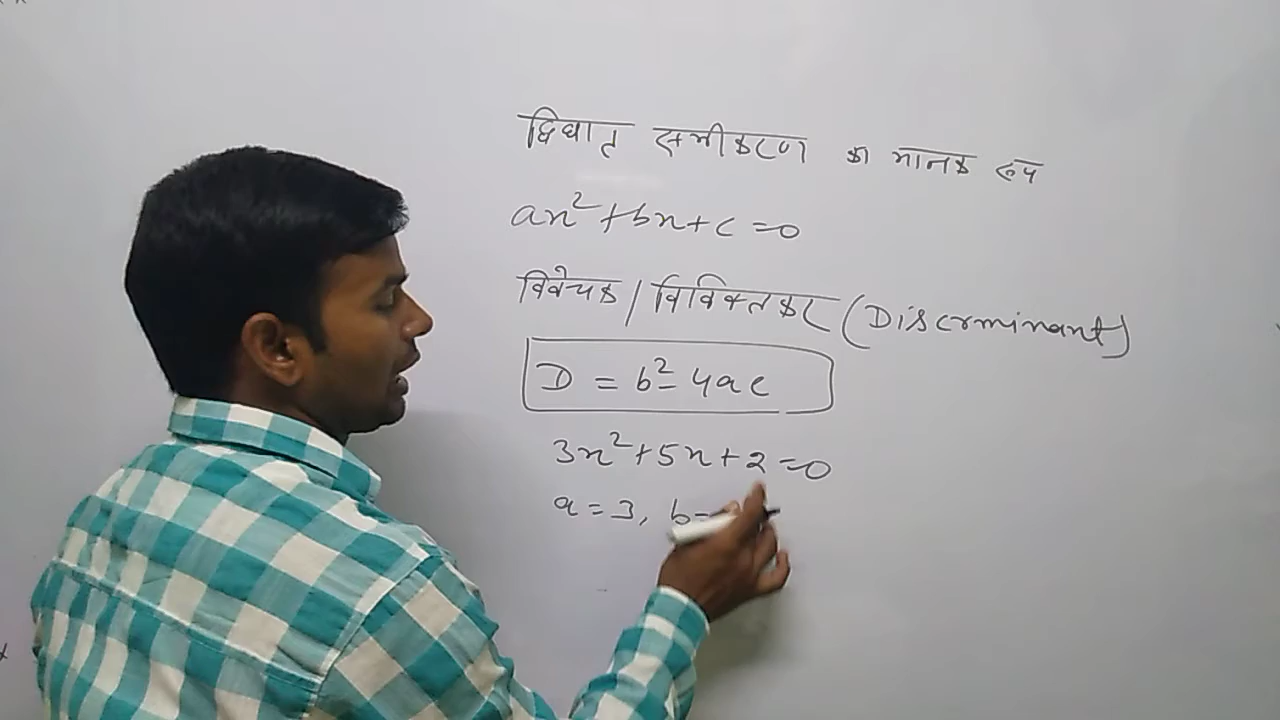 द्विघात समीकरण का मानक रूप
ax²+bx+c=0
विवेचक/विविक्तकर (Discrminant)
D = b²-4ac
3x²+5x+2=0
a=3, b=